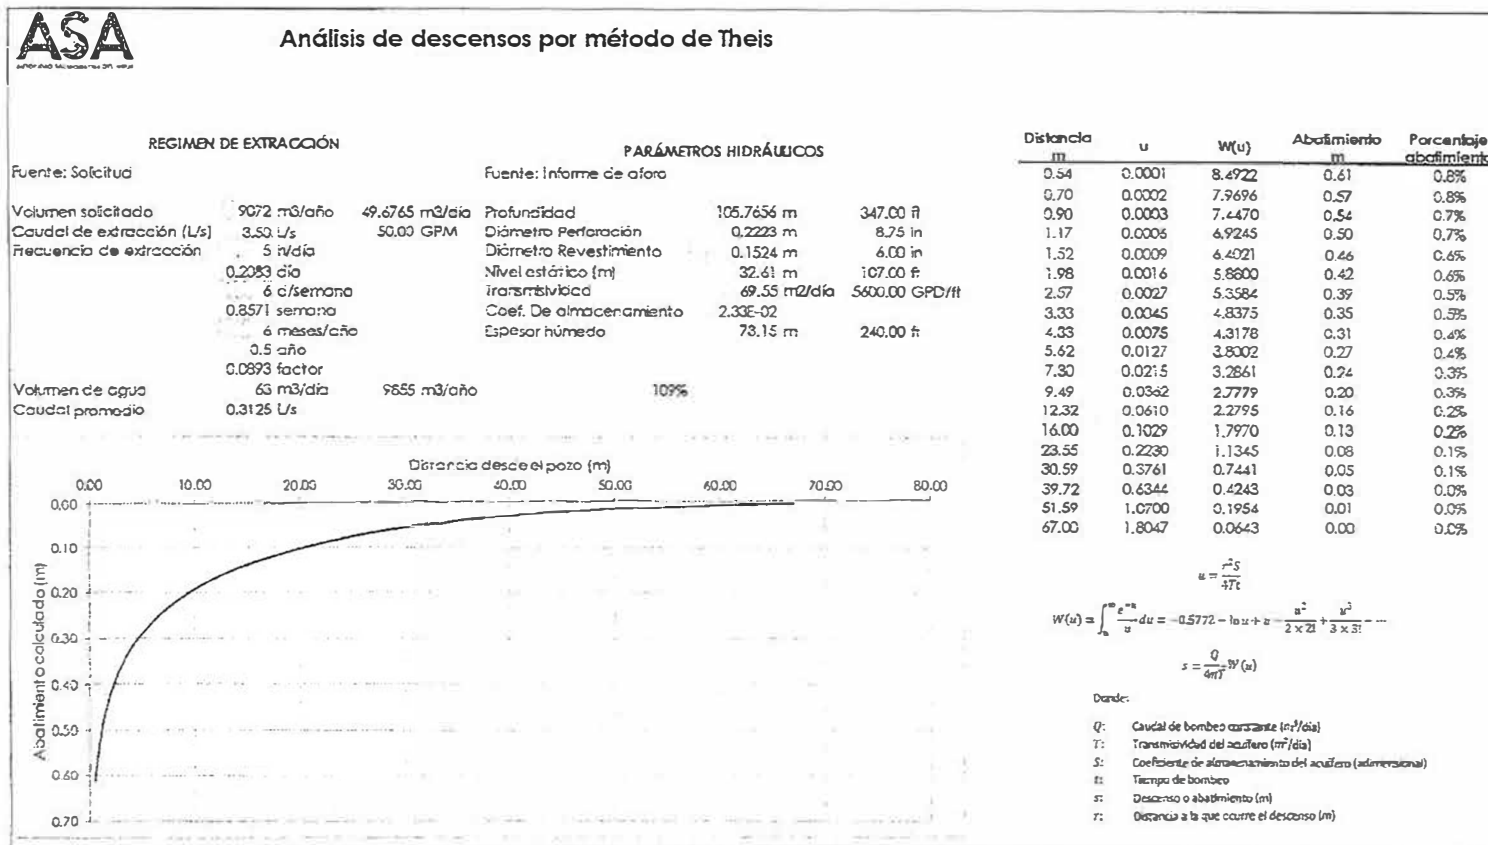 ASA
Análisis de descensos por método de Theis
REGIMEN DE EXTRACCIÓN
Fuente: Solicitud
Volumen solicitado 9072 m3/año 49.6765 m3/día
Caudal de extracción (L/s) 3.50 L/s 50.00 GPM
Frecuencia de extracción 5 h/día
0.2083 día
6 d/semana
0.8571 semana
6 meses/año
0.5 año
0.0893 factor
Volumen de agua 63 m3/día 9855 m3/año 109%
Caudal promedio 0.3125 L/s
PARÁMETROS HIDRÁULICOS
Fuente: Informe de aforo
Profundidad 105.7656 m 347.00 ft
Diámetro Perforación 0.2223 m 8.75 in
Diámetro Revestimiento 0.1524 m 6.00 in
Nivel estático (m) 32.61 m 107.00 ft
Transmisividad 69.55 m2/día 5600.00 GPD/ft
Coef. De almacenamiento 2.33E-02
Espesor húmedo 73.15 m 240.00 ft
Distancia m u W(u) Abatimiento m Porcentaje abatimiento
0.54 0.0001 8.4922 0.61 0.8%
0.70 0.0002 7.9696 0.57 0.8%
0.90 0.0003 7.4470 0.54 0.7%
1.17 0.0006 6.9245 0.50 0.7%
1.52 0.0009 6.4021 0.46 0.6%
1.98 0.0016 5.8800 0.42 0.6%
2.57 0.0027 5.3584 0.39 0.5%
3.33 0.0045 4.8375 0.35 0.5%
4.33 0.0075 4.3178 0.31 0.4%
5.62 0.0127 3.8002 0.27 0.4%
7.30 0.0215 3.2861 0.24 0.3%
9.49 0.0362 2.7779 0.20 0.3%
12.32 0.0610 2.2795 0.16 0.2%
16.00 0.1029 1.7970 0.13 0.2%
23.55 0.2230 1.1345 0.08 0.1%
30.59 0.3761 0.7441 0.05 0.1%
39.72 0.6344 0.4243 0.03 0.0%
51.59 1.0700 0.1954 0.01 0.0%
67.00 1.8047 0.0643 0.00 0.0%
Distancia desde el pozo (m)
0.00 10.00 20.00 30.00 40.00 50.00 60.00 70.00 80.00
Abatimiento calculado (m)
0.00
0.10
0.20
0.30
0.40
0.50
0.60
0.70
u = r²S / 4Tt
W(u) = ∫ᵤ^∞ e⁻ᵘ/u du = −0.5772 − ln u + u − u²/(2 × 2!) + u³/(3 × 3!) − ⋯
s = Q/4πT W(u)
Donde:
Q: Caudal de bombeo constante (m³/día)
T: Transmisividad del acuífero (m²/día)
S: Coeficiente de almacenamiento del acuífero (adimensional)
t: Tiempo de bombeo
s: Descenso o abatimiento (m)
r: Distancia a la que ocurre el descenso (m)